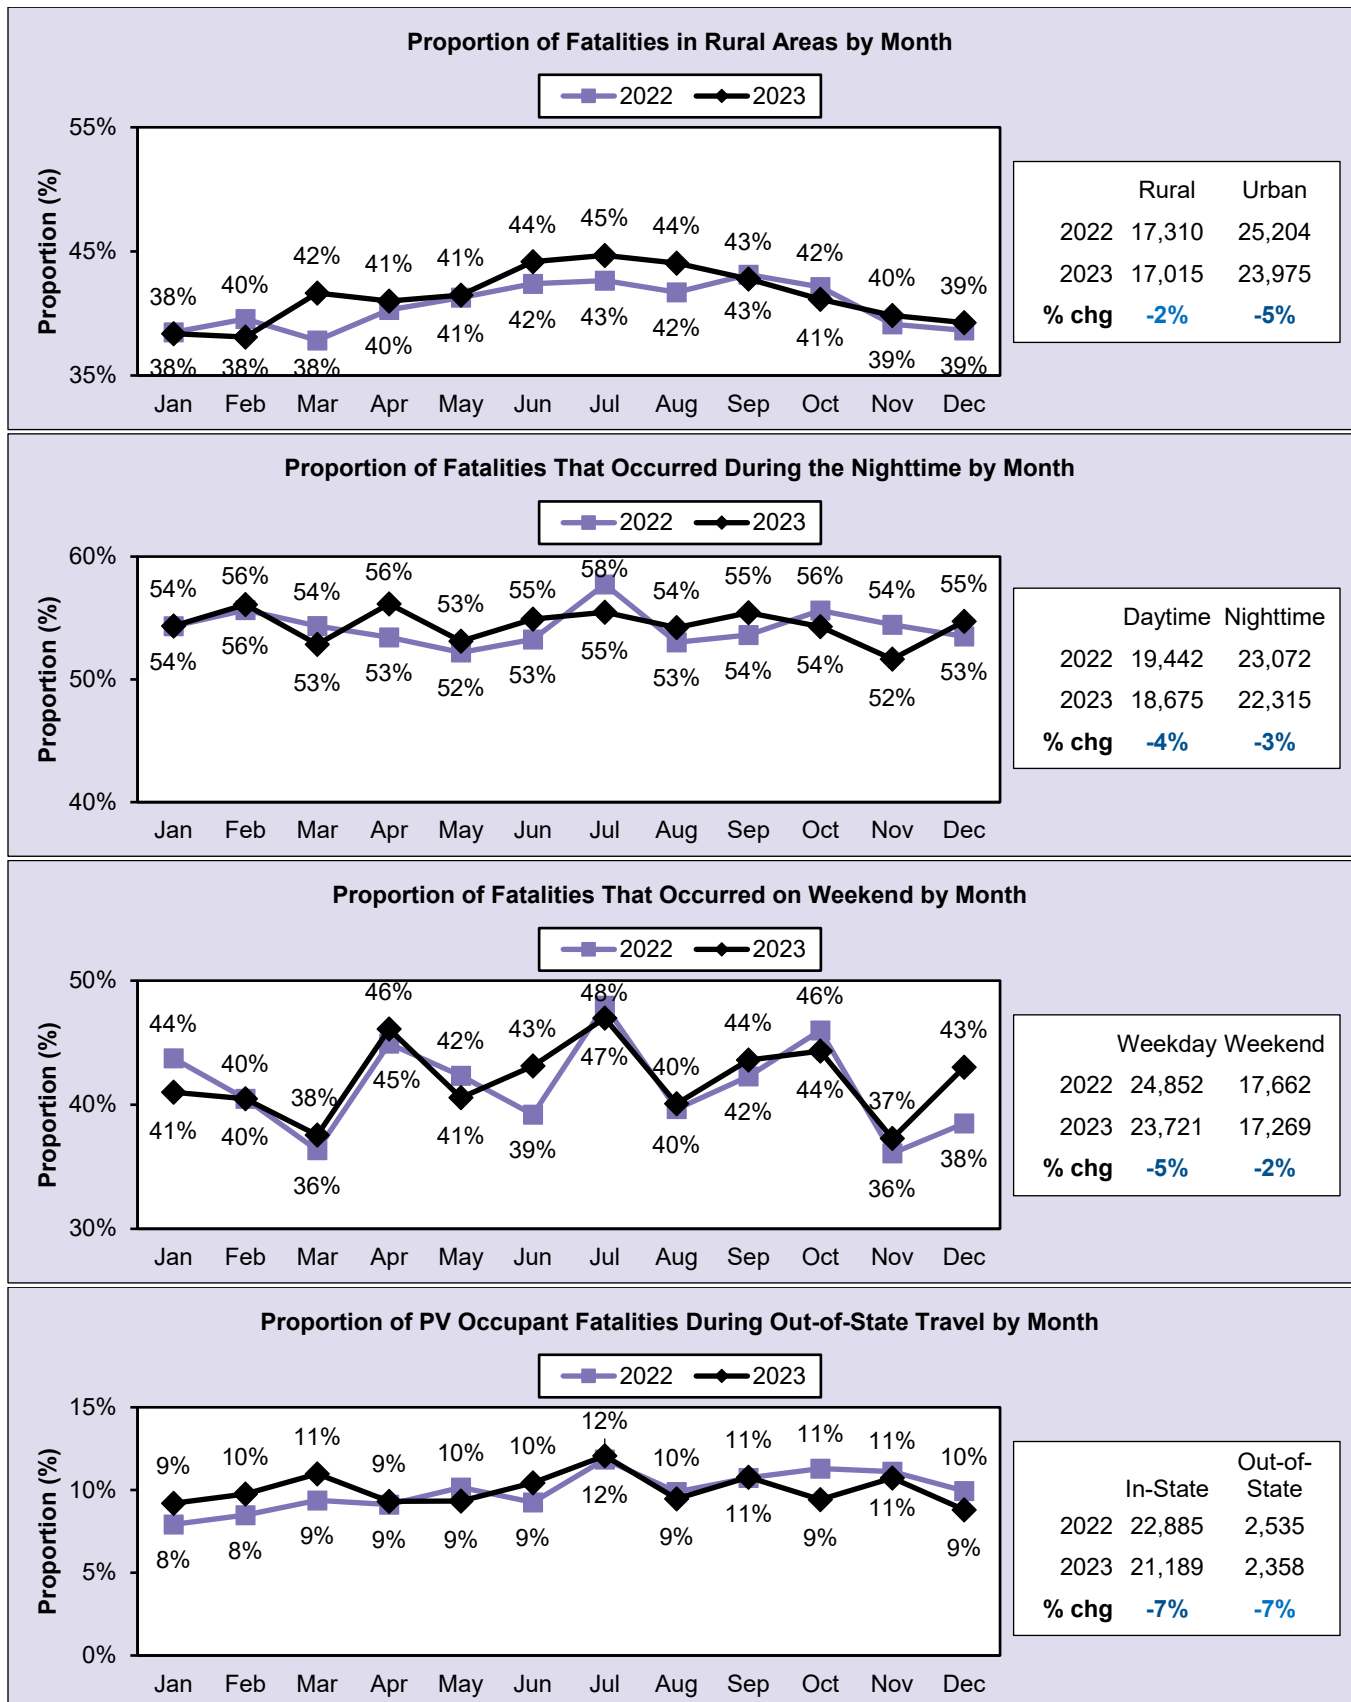 Proportion of Fatalities in Rural Areas by Month
2022 2023
Proportion (%)
55%
45%
35%
38% 40% 42% 41% 41% 44% 45% 44% 43% 42% 40% 39%
38% 38% 38% 40% 41% 42% 43% 42% 43% 41% 39% 39%
Jan Feb Mar Apr May Jun Jul Aug Sep Oct Nov Dec
Rural Urban
2022 17,310 25,204
2023 17,015 23,975
% chg -2% -5%
Proportion of Fatalities That Occurred During the Nighttime by Month
2022 2023
Proportion (%)
60%
50%
40%
54% 56% 54% 56% 53% 55% 58% 54% 55% 56% 54% 55%
54% 56% 53% 53% 52% 53% 55% 53% 54% 54% 52% 53%
Jan Feb Mar Apr May Jun Jul Aug Sep Oct Nov Dec
Daytime Nighttime
2022 19,442 23,072
2023 18,675 22,315
% chg -4% -3%
Proportion of Fatalities That Occurred on Weekend by Month
2022 2023
Proportion (%)
50%
40%
30%
44% 40% 38% 46% 42% 43% 48% 40% 44% 46% 37% 43%
41% 40% 36% 45% 41% 39% 47% 40% 42% 44% 36% 38%
Jan Feb Mar Apr May Jun Jul Aug Sep Oct Nov Dec
Weekday Weekend
2022 24,852 17,662
2023 23,721 17,269
% chg -5% -2%
Proportion of PV Occupant Fatalities During Out-of-State Travel by Month
2022 2023
Proportion (%)
15%
10%
5%
0%
9% 10% 11% 9% 10% 10% 12% 10% 11% 11% 11% 10%
8% 8% 9% 9% 9% 9% 12% 9% 11% 9% 11% 9%
Jan Feb Mar Apr May Jun Jul Aug Sep Oct Nov Dec
Out-of-
In-State State
2022 22,885 2,535
2023 21,189 2,358
% chg -7% -7%